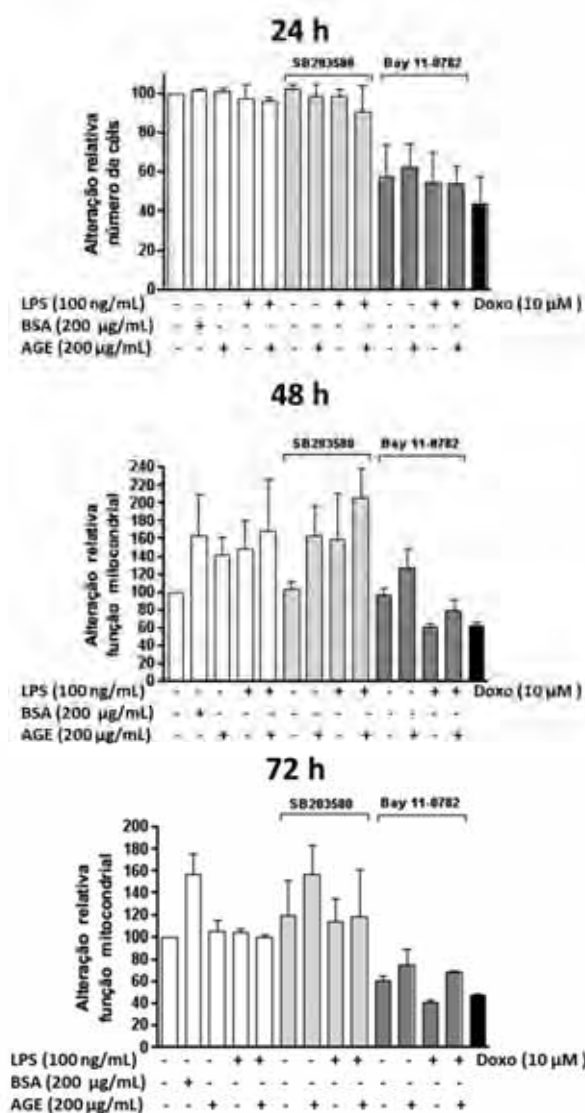 24 h
SB203580 Bay 11-0782
Alteração relativa
número de céls
100
80
60
40
20
0
LPS (100 ng/mL) - - - + + - - + + - - + + Doxo (10 µM )
BSA (200 µg/mL) - + - - - - - - - - - - -
AGE (200 µg/mL) - - + - + - + - + - + - +
48 h
SB203580 Bay 11-0782
Alteração relativa
função mitocondrial
240
220
200
180
160
140
120
100
80
60
40
20
0
LPS (100 ng/mL) - - - + + - - + + - - + + Doxo (10 µM )
BSA (200 µg/mL) - + - - - - - - - - - - -
AGE (200 µg/mL) - - + - + - + - + - + - +
72 h
SB203580 Bay 11-0782
Alteração relativa
função mitocondrial
200
180
160
140
120
100
80
60
40
20
0
LPS (100 ng/mL) - - - + + - - + + - - + + Doxo (10 µM)
BSA (200 µg/mL) - + - - - - - - - - - - -
AGE (200 µg/mL) - - + - + - + - + - + - +